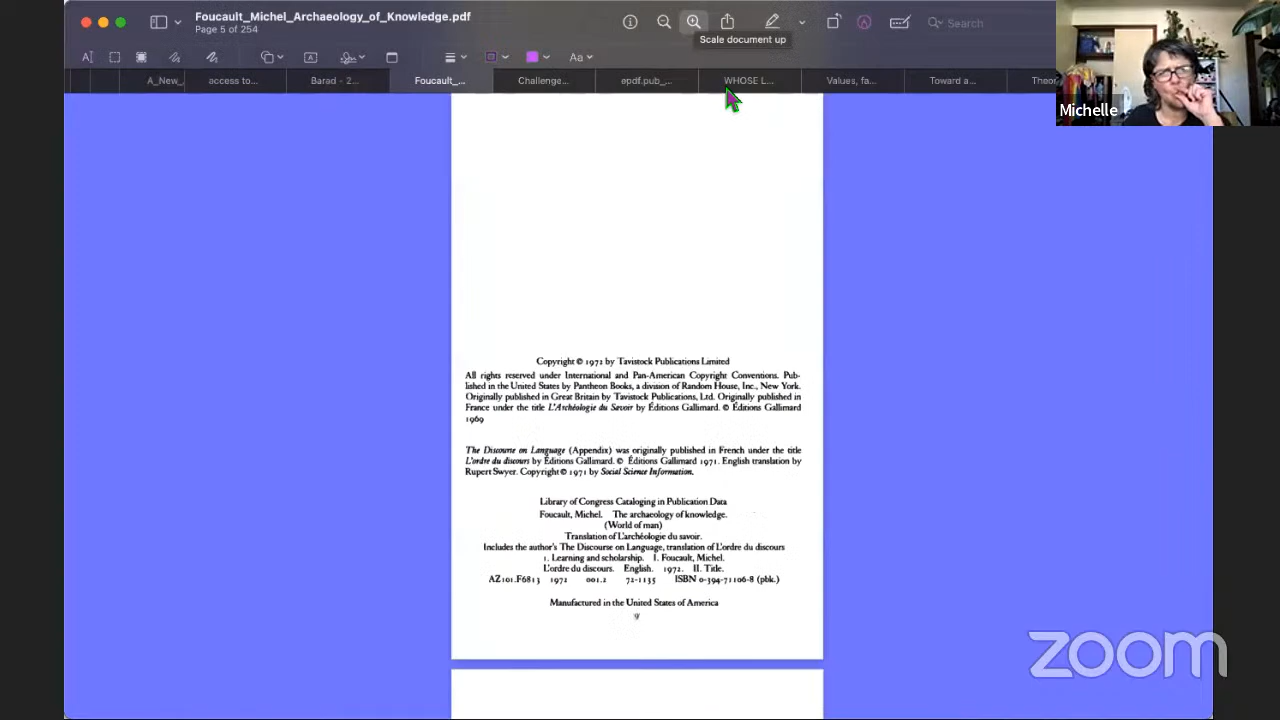 Foucault_Michel_Archaeology_of_Knowledge.pdf
Page 5 of 254
Search
Scale document up
Aa
A_New_
access to...
Barad - 2...
Foucault_...
Challenge...
epdf.pub_...
WHOSE L...
Values, fa...
Toward a...
Theor
Michelle
Copyright © 1972 by Tavistock Publications Limited
All rights reserved under International and Pan-American Copyright Conventions. Pub-
lished in the United States by Pantheon Books, a division of Random House, Inc., New York.
Originally published in Great Britain by Tavistock Publications, Ltd. Originally published in
France under the title L'Archéologie du Savoir by Éditions Gallimard. © Éditions Gallimard
1969
The Discourse on Language (Appendix) was originally published in French under the title
L'ordre du discours by Éditions Gallimard. © Éditions Gallimard 1971. English translation by
Rupert Swyer. Copyright © 1971 by Social Science Information.
Library of Congress Cataloging in Publication Data
Foucault, Michel. The archaeology of knowledge.
(World of man)
Translation of L'archéologie du savoir.
Includes the author's The Discourse on Language, translation of L'ordre du discours
1. Learning and scholarship. I. Foucault, Michel.
L'ordre du discours. English. 1972. II. Title.
AZ101.F6813 1972 001.2 72-1135 ISBN 0-394-71106-8 (pbk.)
Manufactured in the United States of America
9
zoom